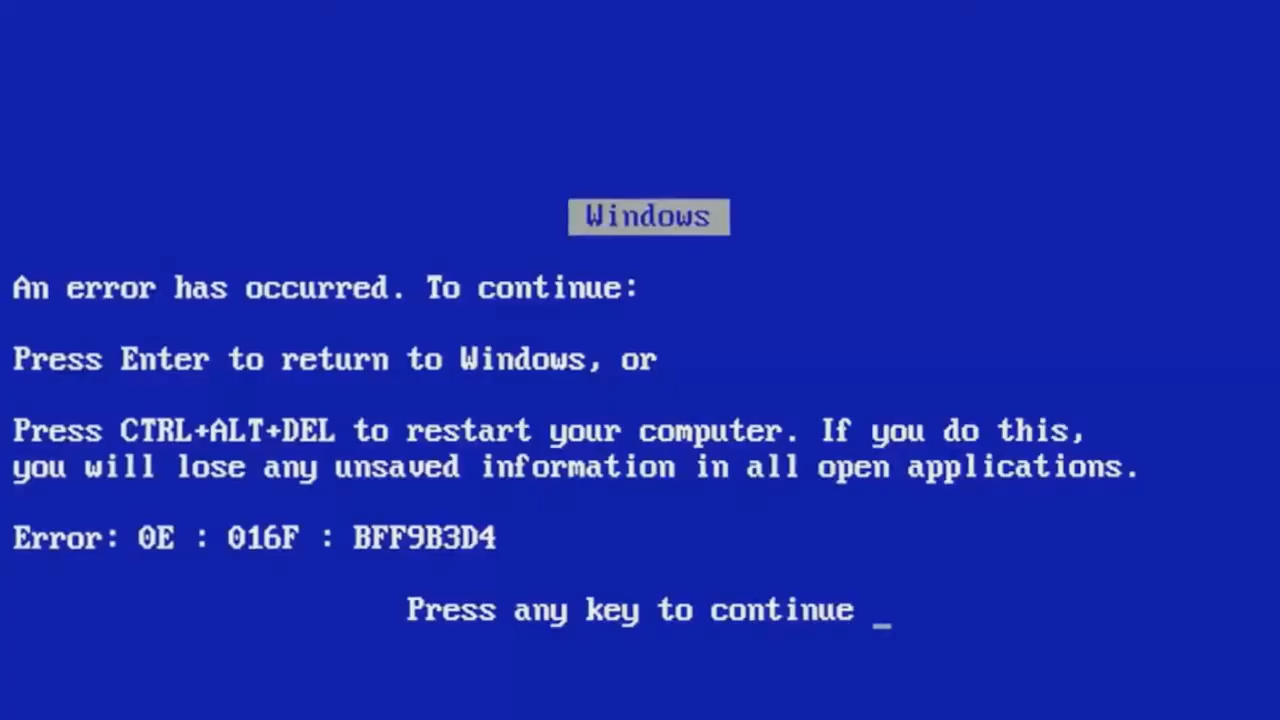 Windows
An error has occurred. To continue:
Press Enter to return to Windows, or
Press CTRL+ALT+DEL to restart your computer. If you do this,
you will lose any unsaved information in all open applications.
Error: 0E : 016F : BFF9B3D4
Press any key to continue _